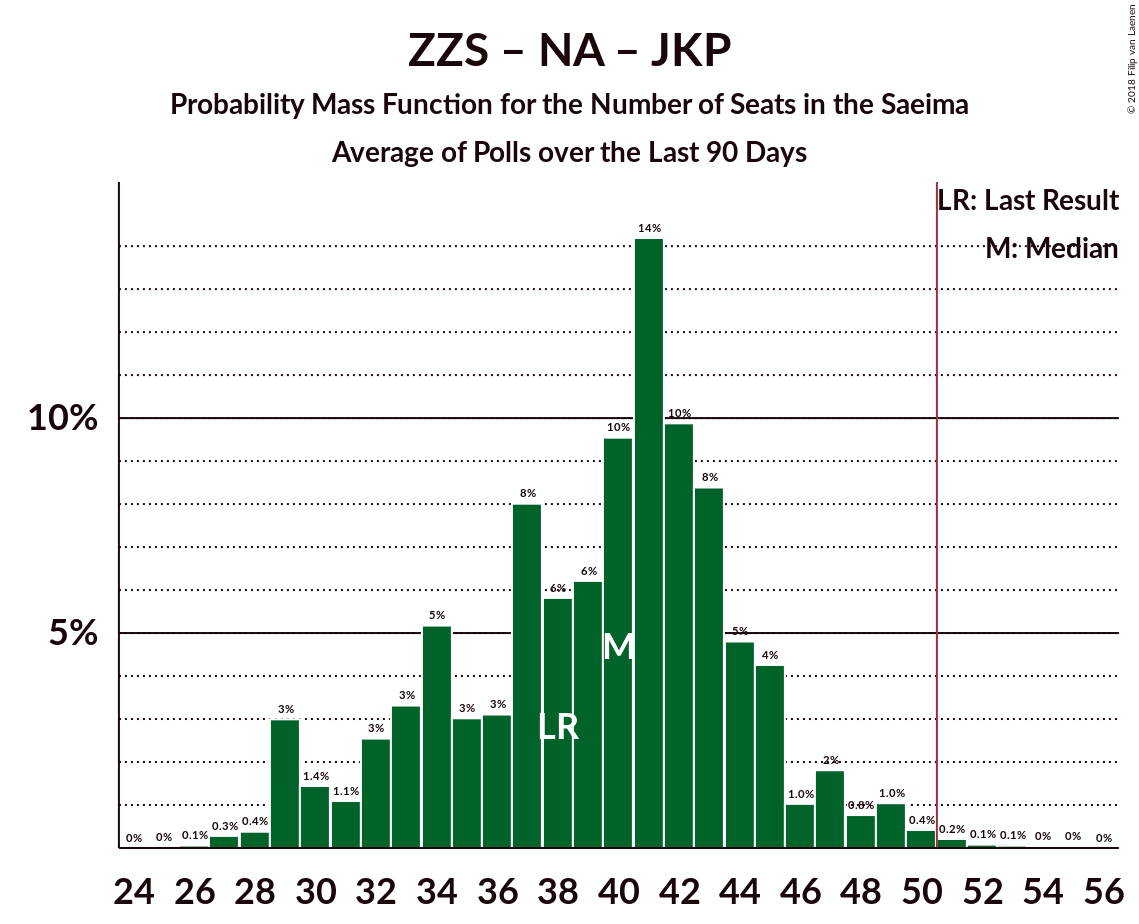 ZZS – NA – JKP
Probability Mass Function for the Number of Seats in the Saeima
Average of Polls over the Last 90 Days
© 2018 Filip van Laenen
LR: Last Result
M: Median
10%
5%
0% 0% 0.1% 0.3% 0.4% 3% 1.4% 1.1% 3% 3% 5% 3% 3% 8% 6% 6% 10% 14% 10% 8% 5% 4% 1.0% 2% 0.8% 1.0% 0.4% 0.2% 0.1% 0.1% 0% 0% 0%
M
LR
24 26 28 30 32 34 36 38 40 42 44 46 48 50 52 54 56